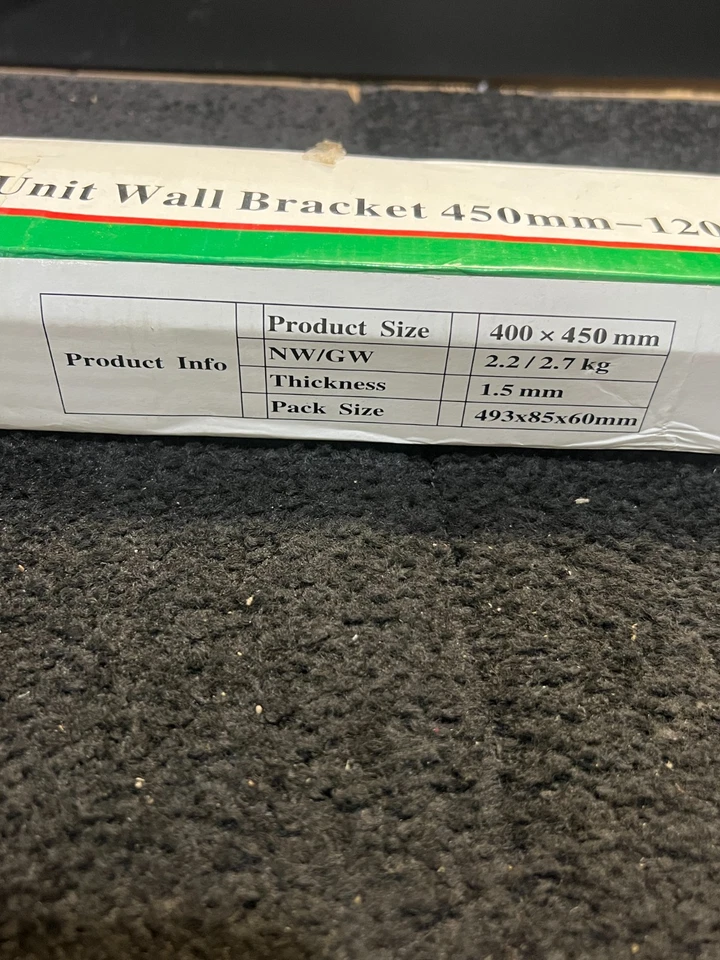 Unit Wall Bracket 450mm-120
Product Info
Product Size 400 × 450 mm
NW/GW 2.2 / 2.7 kg
Thickness 1.5 mm
Pack Size 493x85x60mm